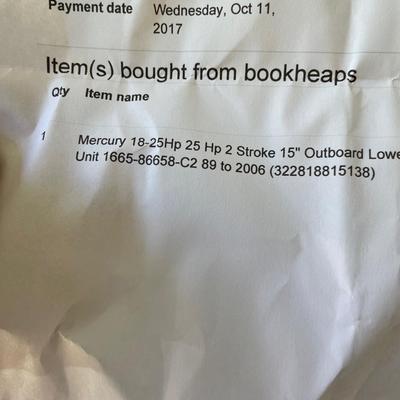 Payment date Wednesday, Oct 11,
2017
Item(s) bought from bookheaps
Qty Item name
1 Mercury 18-25Hp 25 Hp 2 Stroke 15" Outboard Lowe
Unit 1665-86658-C2 89 to 2006 (322818815138)